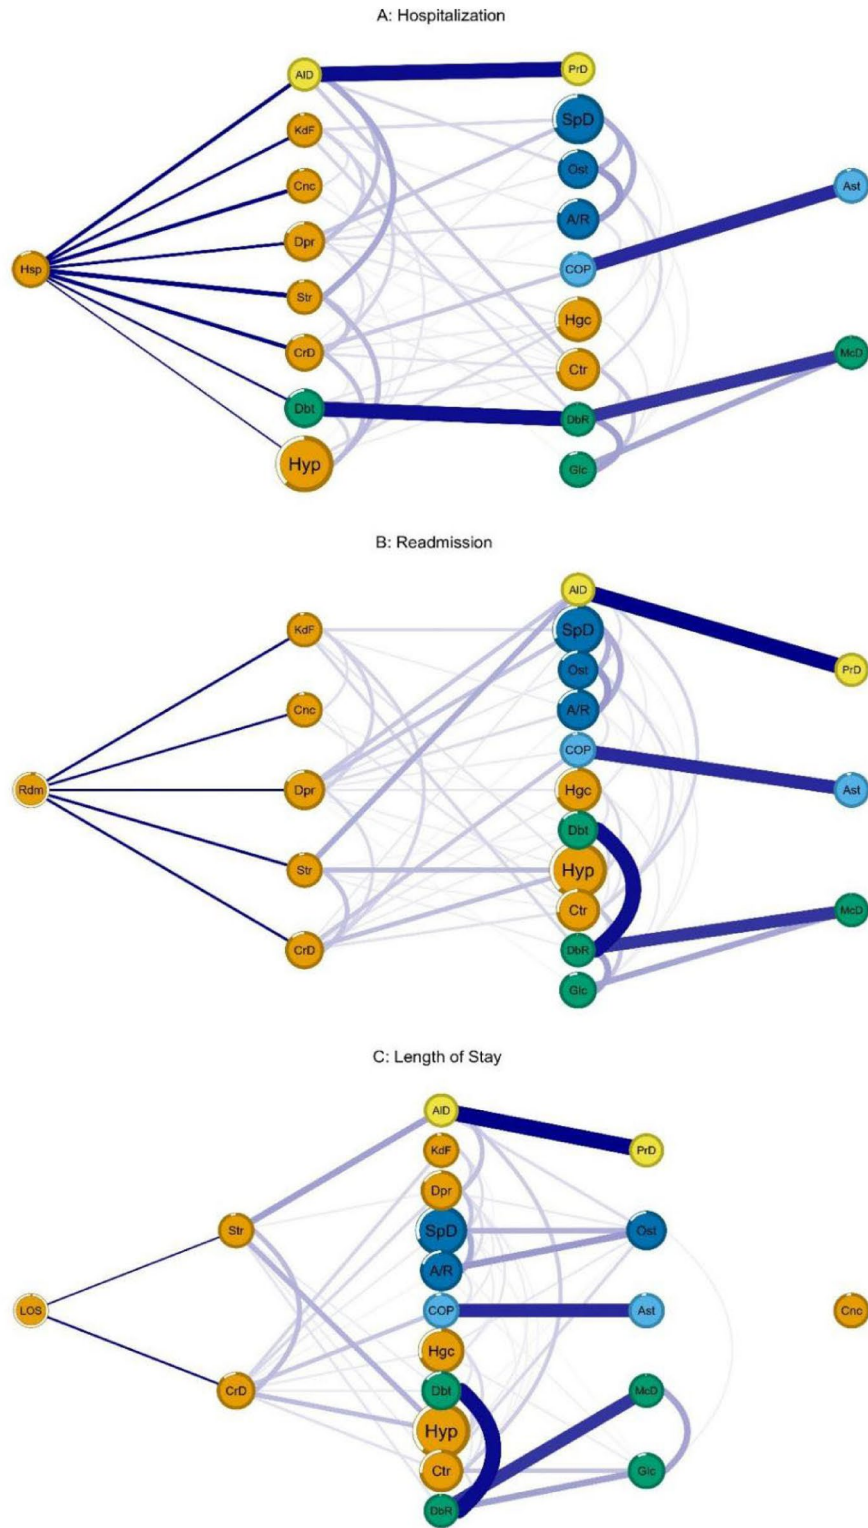 A: Hospitalization
AlD
PrD
SpD
KdF
Ost
Cnc
Ast
A/R
Dpr
Hsp
COP
Str
Hgc
CrD
McD
Ctr
Dbt
DbR
Hyp
Glc
B: Readmission
AlD
KdF
SpD
Ost
PrD
Cnc
A/R
COP
Rdm
Dpr
Hgc
Ast
Dbt
Str
Hyp
Ctr
McD
CrD
DbR
Glc
C: Length of Stay
AlD
KdF
PrD
Dpr
Str
SpD
Ost
A/R
LOS
COP
Ast
Cnc
Hgc
CrD
Dbt
McD
Hyp
Ctr
Glc
DbR